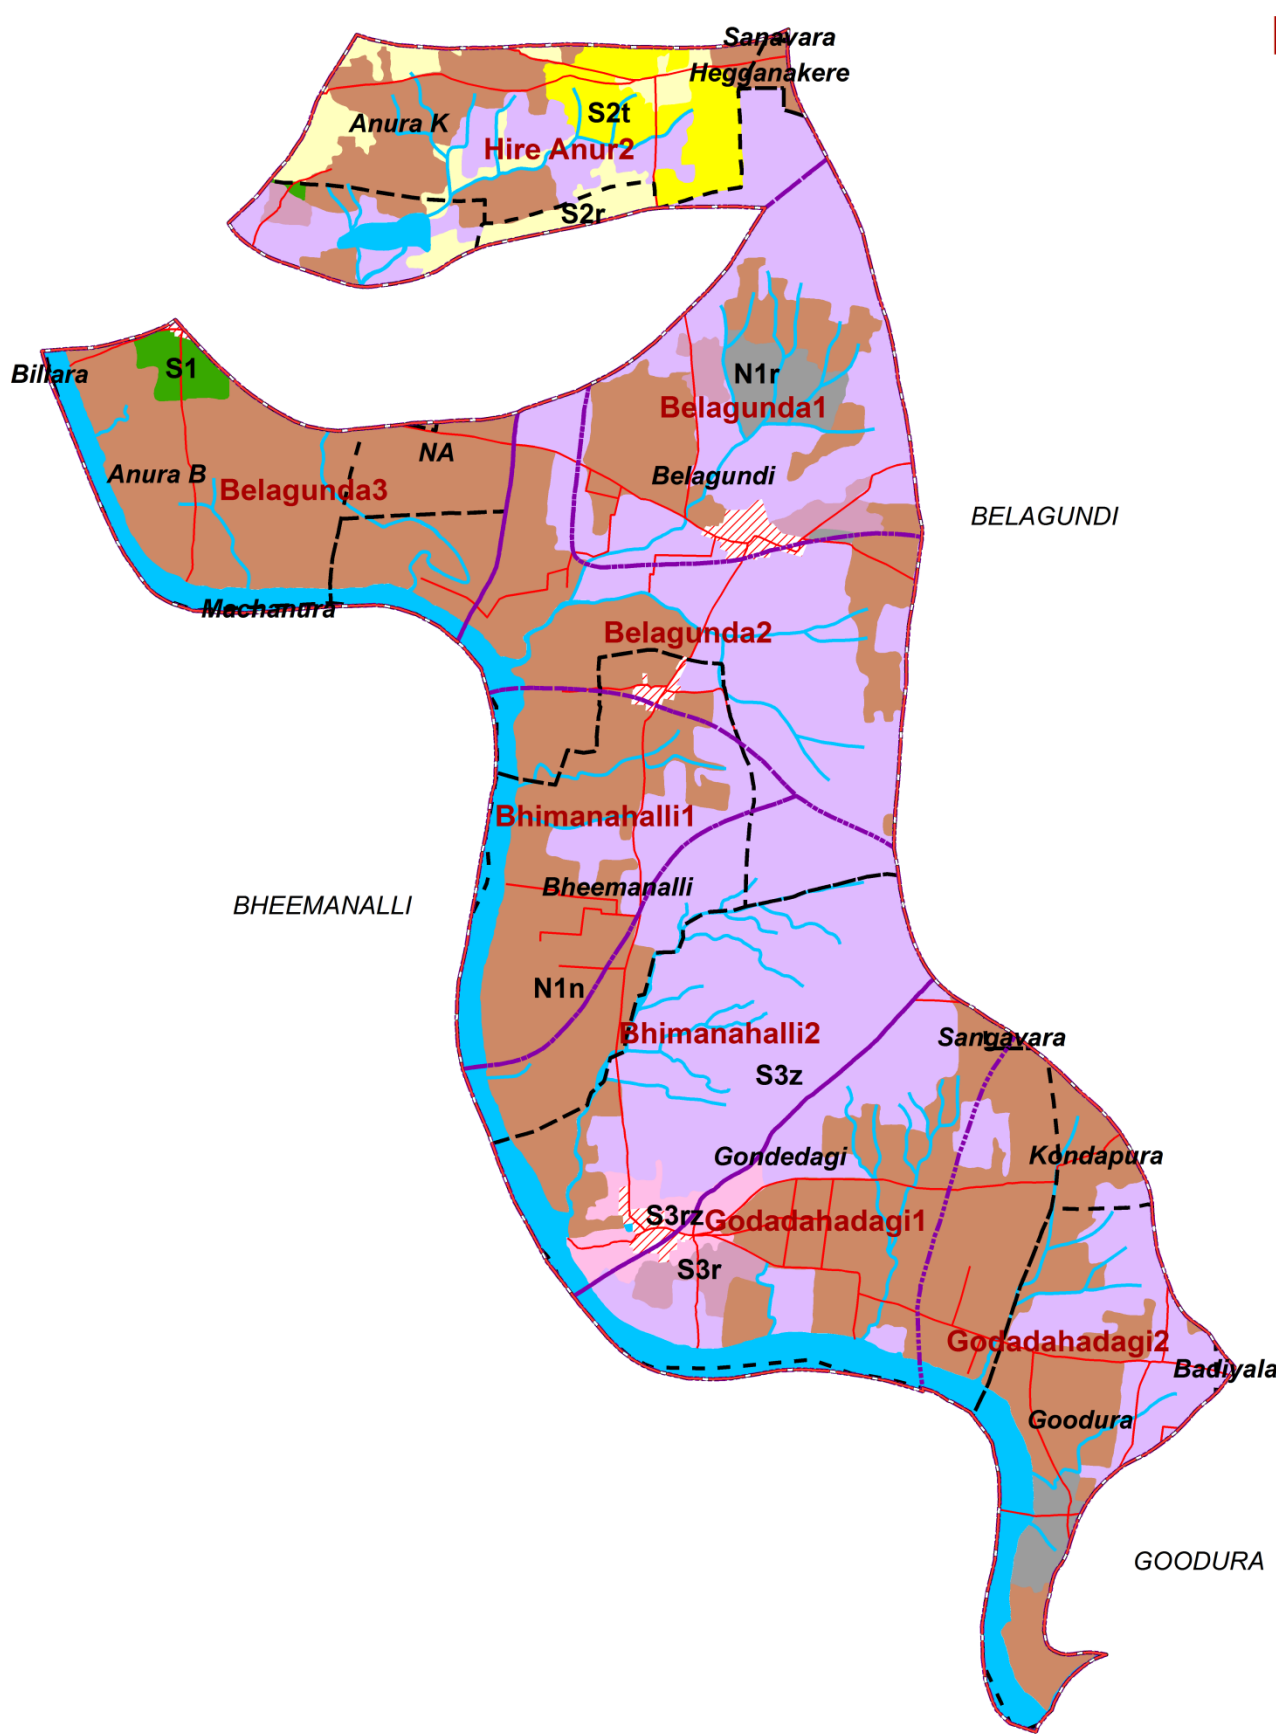 Sanavara
Hegganakere
S2t
Anura K
Hire Anur2
S2r
S1
Billara
N1r
Belagunda1
NA
Anura B
Belagundi
Belagunda3
BELAGUNDI
Machanura
Belagunda2
Bhimanahalli1
Bheemanalli
BHEEMANALLI
N1n
Bhimanahalli2
Sangavara
S3z
Gondedagi
Kondapura
S3rz
Godadahadagi1
S3r
Godadahadagi2
Badiyala
Goodura
GOODURA